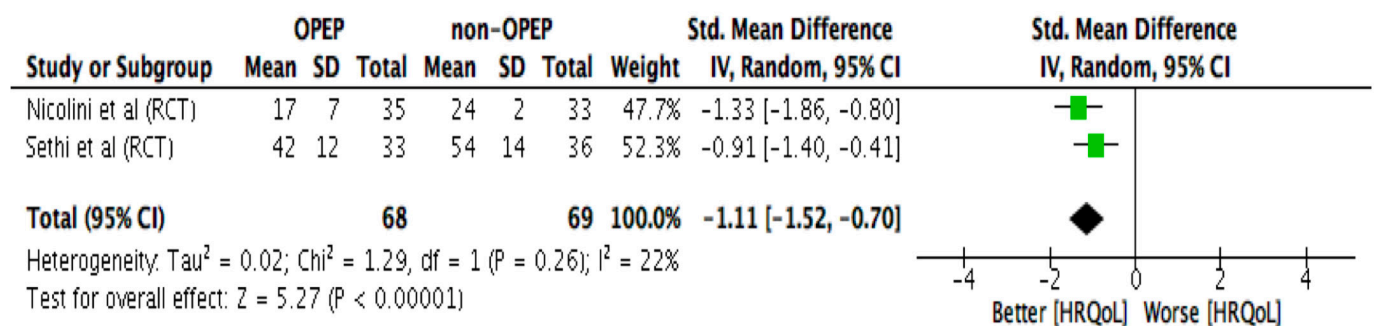 OPEP non-OPEP Std. Mean Difference Std. Mean Difference
Study or Subgroup Mean SD Total Mean SD Total Weight IV, Random, 95% CI IV, Random, 95% CI
Nicolini et al (RCT) 17 7 35 24 2 33 47.7% -1.33 [-1.86, -0.80]
Sethi et al (RCT) 42 12 33 54 14 36 52.3% -0.91 [-1.40, -0.41]
Total (95% CI) 68 69 100.0% -1.11 [-1.52, -0.70]
Heterogeneity: Tau² = 0.02; Chi² = 1.29, df = 1 (P = 0.26); I² = 22%
Test for overall effect: Z = 5.27 (P < 0.00001)
-4 -2 0 2 4
Better [HRQoL] Worse [HRQoL]